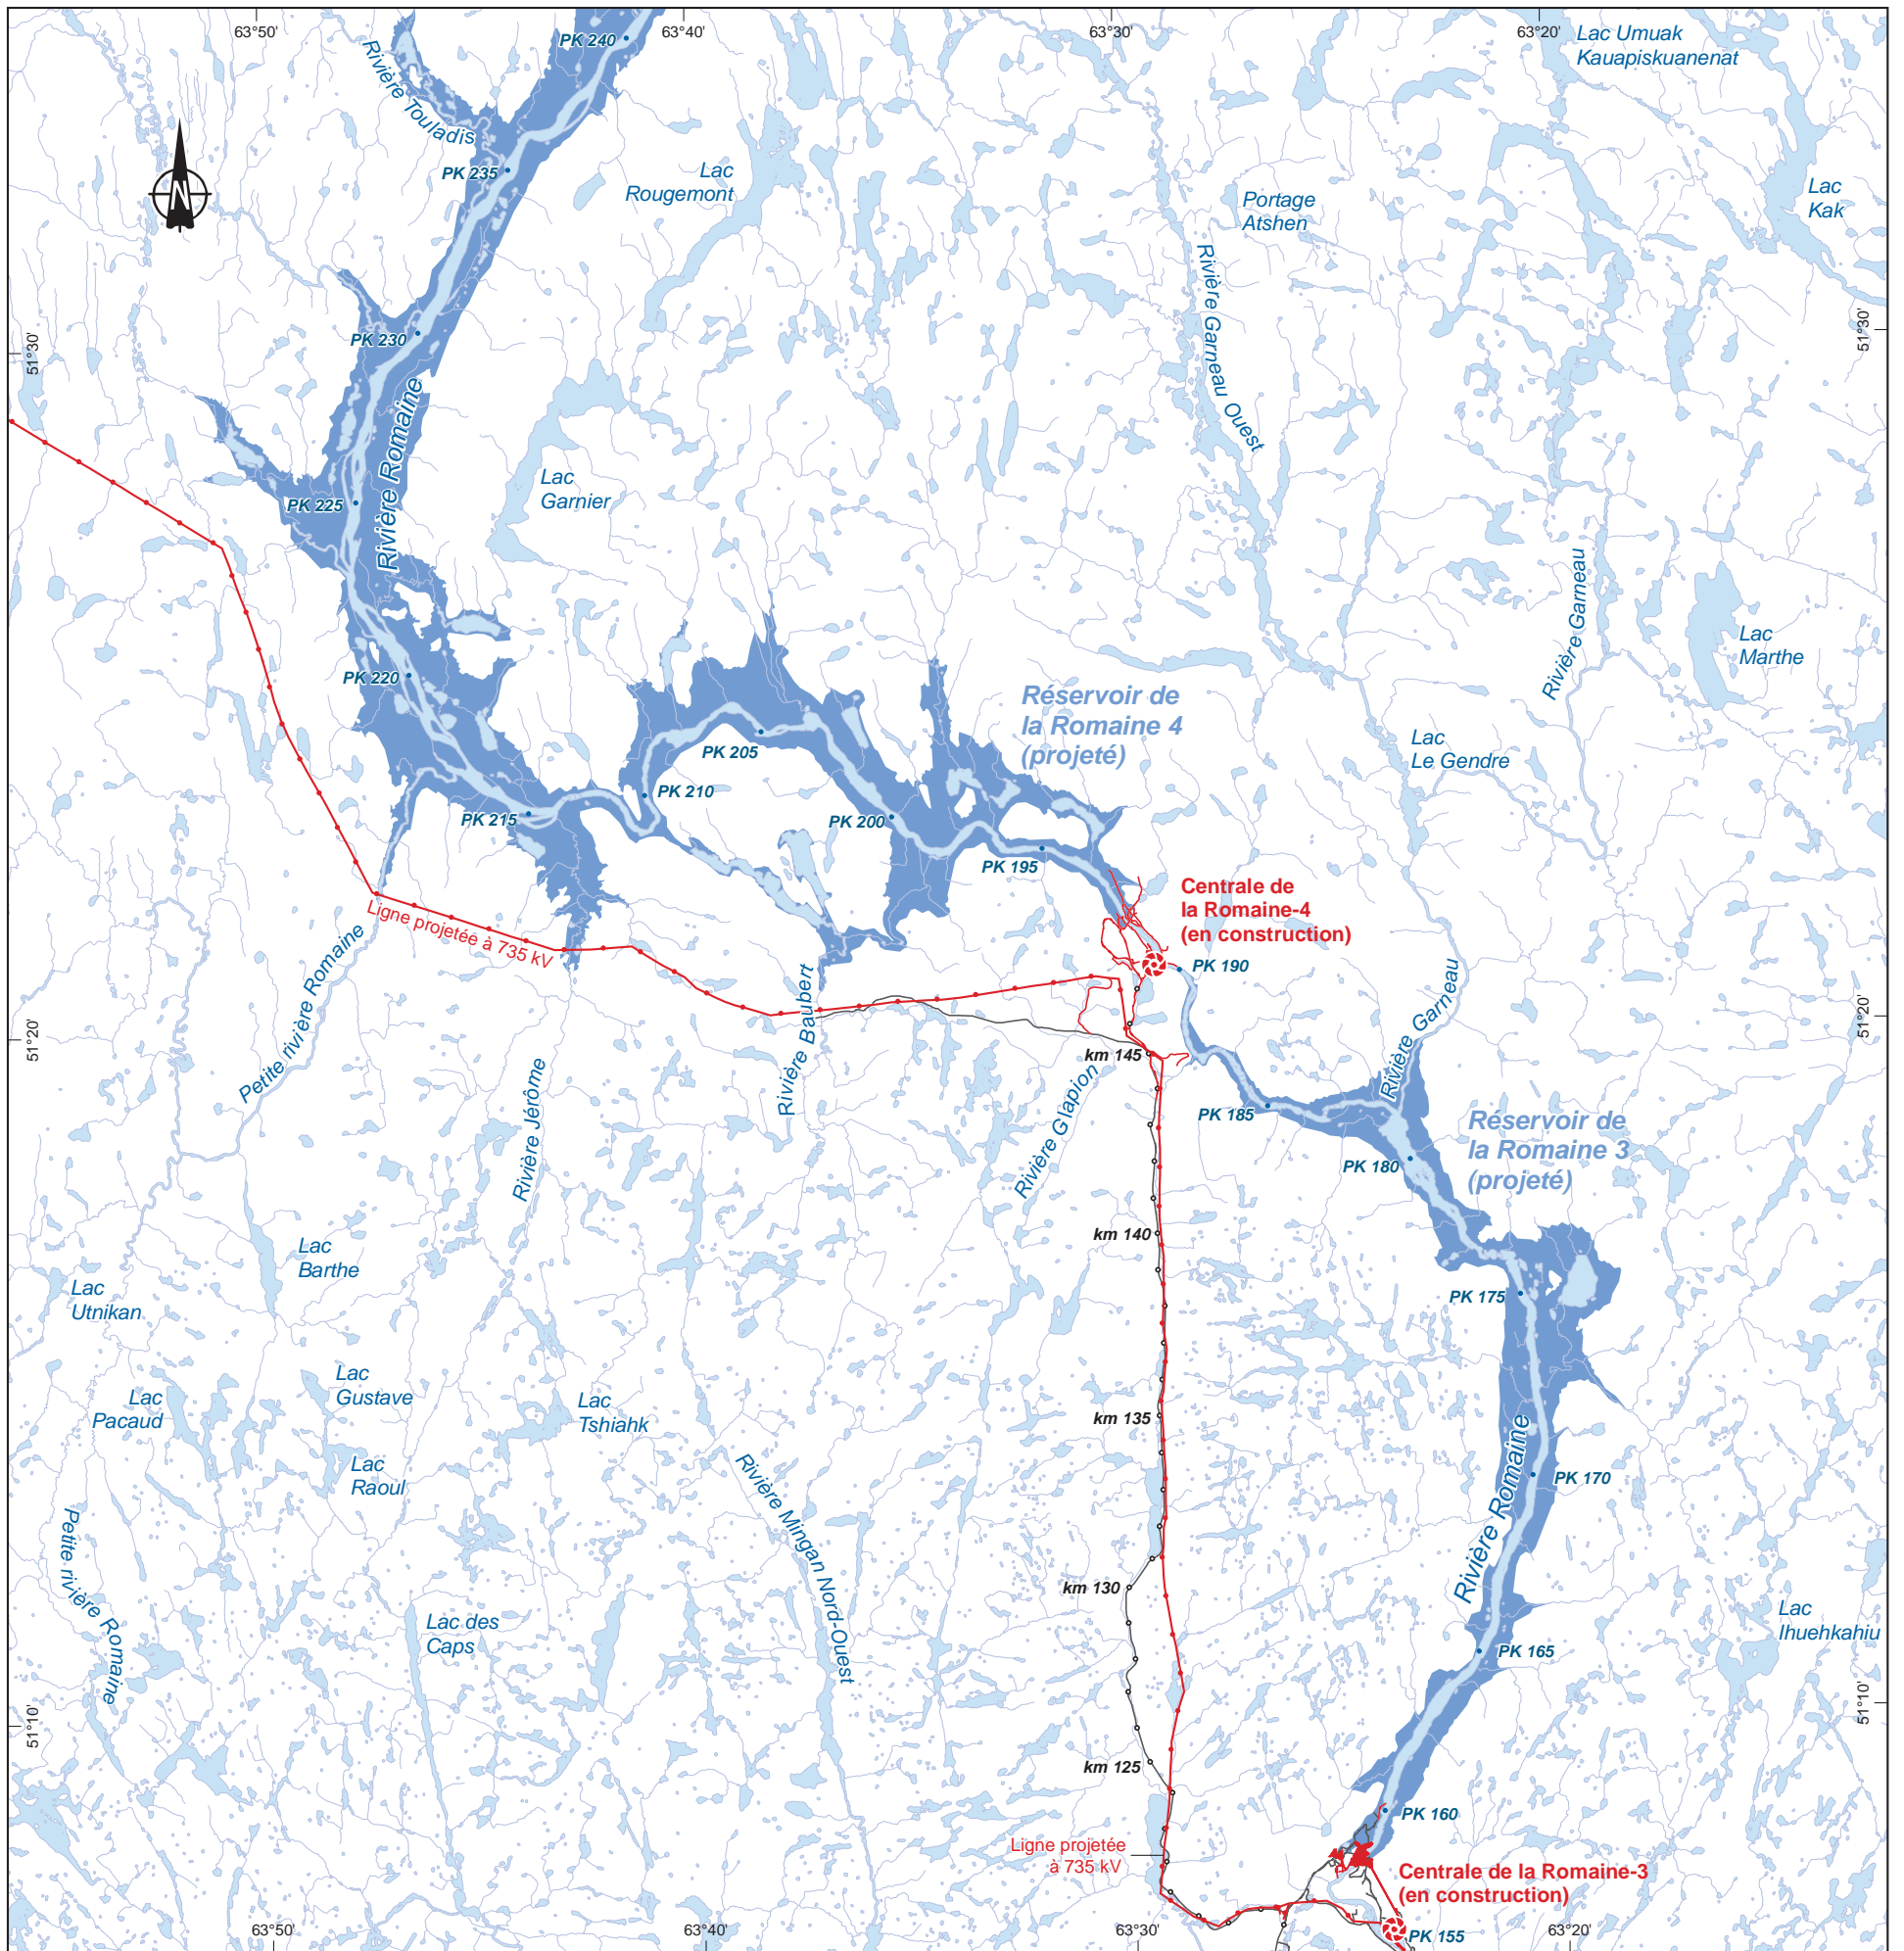 63°50'
63°40'
63°30'
63°20'
PK 240
Lac Umuak
Kauapiskuanenat
Rivière Touladis
PK 235
Lac
Rougemont
Portage
Atshen
Lac
Kak
N
Rivière Garneau Ouest
PK 230
51°30'
51°30'
Rivière Romaine
Lac
Garnier
PK 225
Rivière Garneau
Lac
Marthe
PK 220
Réservoir de
la Romaine 4
(projeté)
PK 205
Lac
Le Gendre
PK 210
PK 215
PK 200
PK 195
Centrale de
la Romaine-4
(en construction)
Ligne projetée à 735 kV
PK 190
Petite rivière Romaine
Rivière Baubert
Rivière Garneau
51°20'
51°20'
km 145
Rivière Jérôme
Rivière Glapion
PK 185
Réservoir de
la Romaine 3
(projeté)
PK 180
km 140
Lac
Barthe
Lac
Utnikan
PK 175
Lac
Gustave
Lac
Pacaud
Lac
Tshiahk
km 135
Lac
Raoul
Rivière Mingan Nord-Ouest
Rivière Romaine
PK 170
Petite rivière Romaine
km 130
Lac des
Caps
Lac
Ihuehkahiu
PK 165
51°10'
51°10'
km 125
PK 160
Ligne projetée
à 735 kV
Centrale de la Romaine-3
(en construction)
PK 155
63°50'
63°40'
63°30'
63°20'